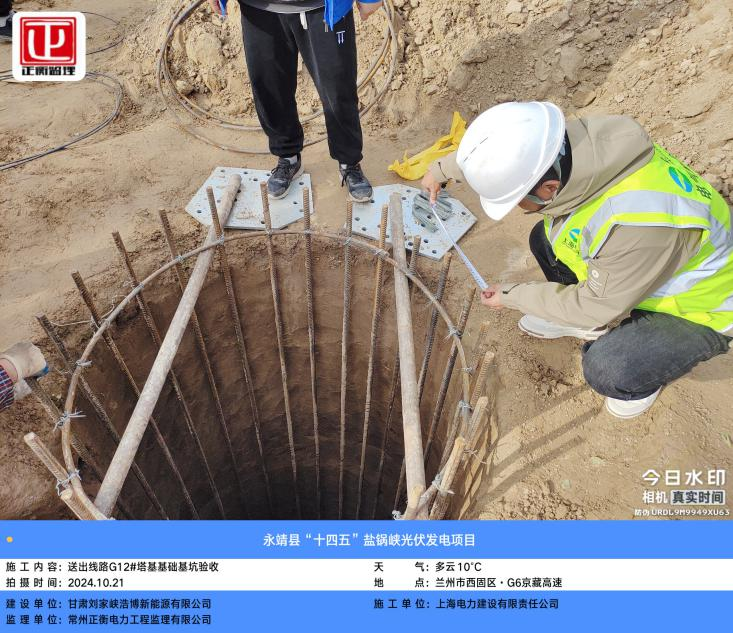 正衡监理
今日水印
相机 真实时间
防伪 URDL9M9949XU63
永靖县“十四五”盐锅峡光伏发电项目
施工内容：送出线路G12#塔基基础基坑验收
天气：多云10℃
拍摄时间：2024.10.21
地点：兰州市西固区·G6京藏高速
建设单位：甘肃刘家峡浩博新能源有限公司
施工单位：上海电力建设有限责任公司
监理单位：常州正衡电力工程监理有限公司